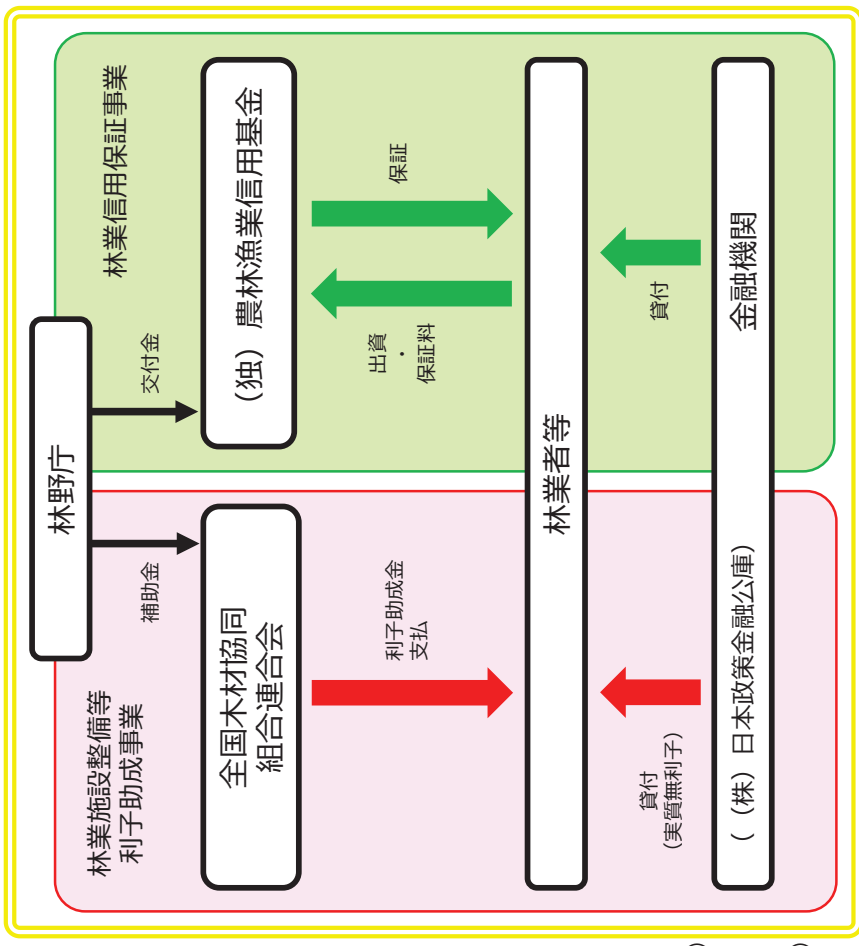 林野庁
補助金
交付金
林業施設整備等
利子助成事業
林業信用保証事業
全国木材協同
組合連合会
（独）農林漁業信用基金
利子助成金
支払
出資
・
保証料
保証
林業者等
貸付
（実質無利子）
貸付
（（株）日本政策金融公庫）
金融機関